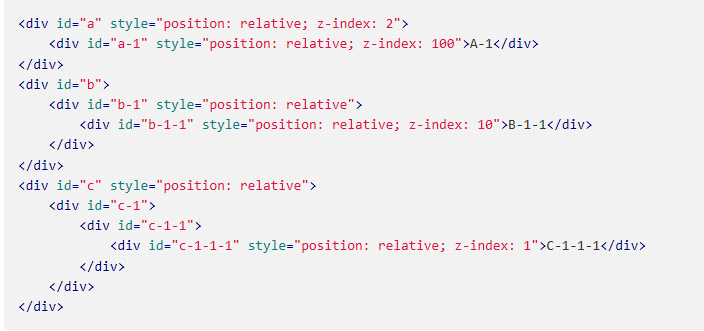 <div id="a" style="position: relative; z-index: 2">
    <div id="a-1" style="position: relative; z-index: 100">A-1</div>
</div>
<div id="b">
    <div id="b-1" style="position: relative">
        <div id="b-1-1" style="position: relative; z-index: 10">B-1-1</div>
    </div>
</div>
<div id="c" style="position: relative">
    <div id="c-1">
        <div id="c-1-1">
            <div id="c-1-1-1" style="position: relative; z-index: 1">C-1-1-1</div>
        </div>
    </div>
</div>